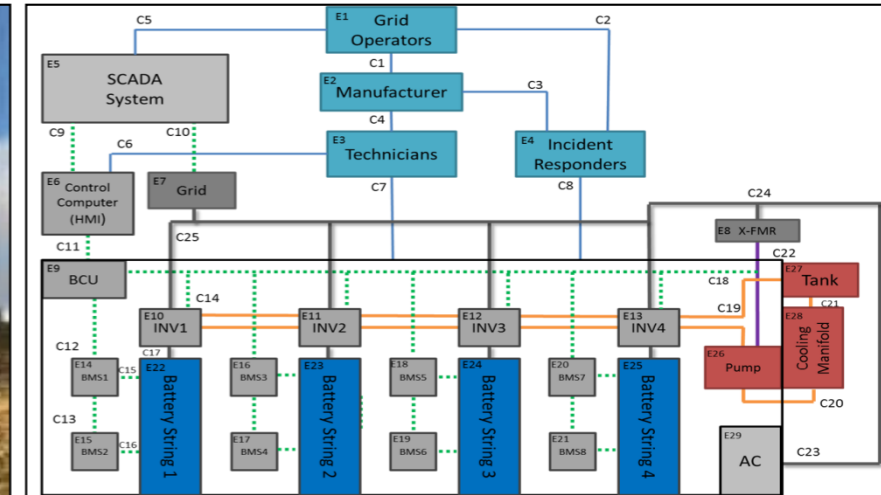 C5
E1 Grid
Operators
C2
C1
E5
SCADA
System
E2
Manufacturer
C3
C4
C9
C10
C6
E3
Technicians
E4
Incident
Responders
E6
Control
Computer
(HMI)
E7
Grid
C7
C8
C24
E8 X-FMR
C11
C25
C22
E9
BCU
C18
E27
Tank
C14
C19
C21
E10
INV1
E11
INV2
E12
INV3
E13
INV4
E28
Cooling
Manifold
C12
C17
E14
BMS1
C15
E22
Battery String 1
E16
BMS3
E23
Battery String 2
E18
BMS5
E24
Battery String 3
E20
BMS7
E25
Battery String 4
E26
Pump
C20
C13
E15
BMS2
C16
E17
BMS4
E19
BMS6
E21
BMS8
E29
AC
C23